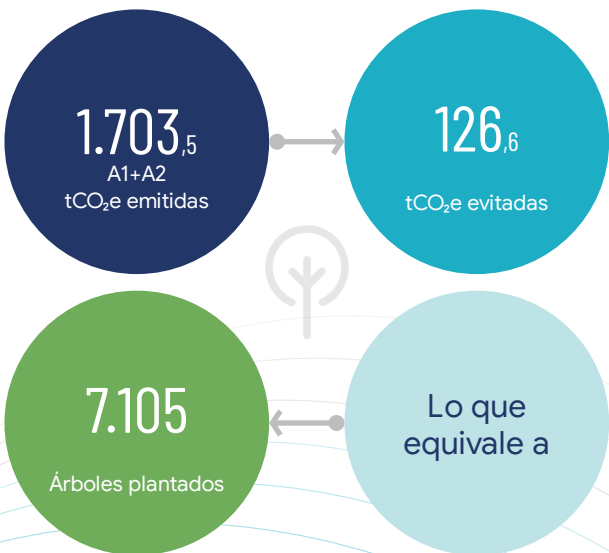 1.703,5
A1+A2
tCO₂e emitidas
126,6
tCO₂e evitadas
Lo que
equivale a
7.105
Árboles plantados